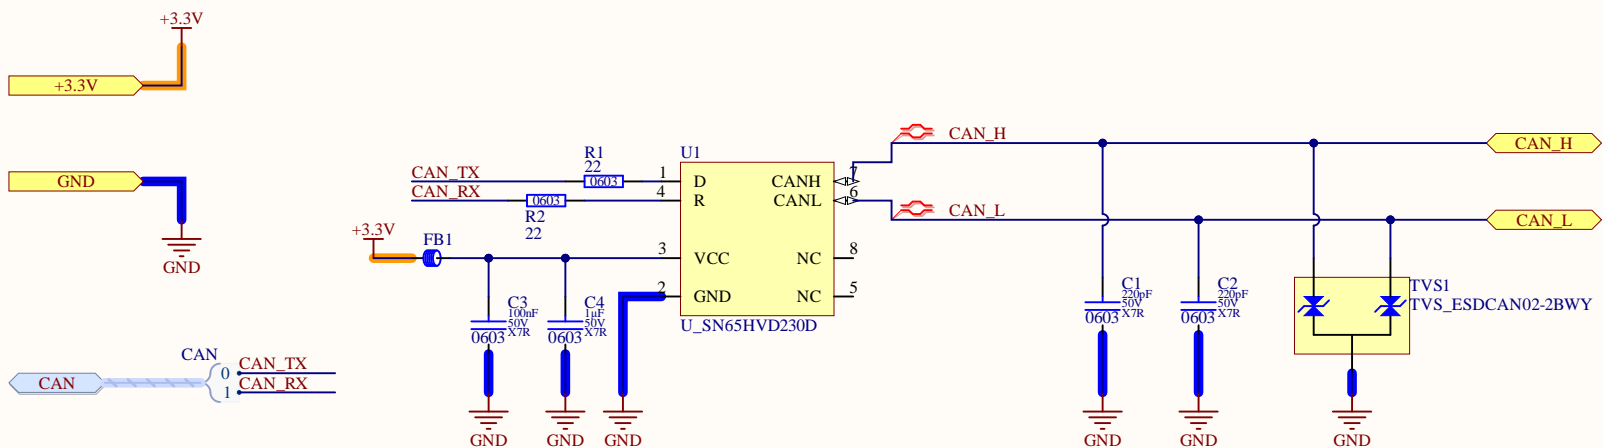 +3.3V
+3.3V
GND
GND
CAN
CAN
0
CAN_TX
1
CAN_RX
CAN_TX
R1
22
0603
CAN_RX
0603
R2
22
+3.3V
FB1
U1
1
D
4
R
3
VCC
2
GND
CANH
7
CANL
6
NC
8
NC
5
U_SN65HVD230D
C3
100nF
50V
X7R
0603
GND
C4
1µF
50V
X7R
0603
GND
GND
CAN_H
CAN_L
C1
220pF
50V
X7R
0603
GND
C2
220pF
50V
X7R
0603
GND
TVS1
TVS_ESDCAN02-2BWY
GND
CAN_H
CAN_L